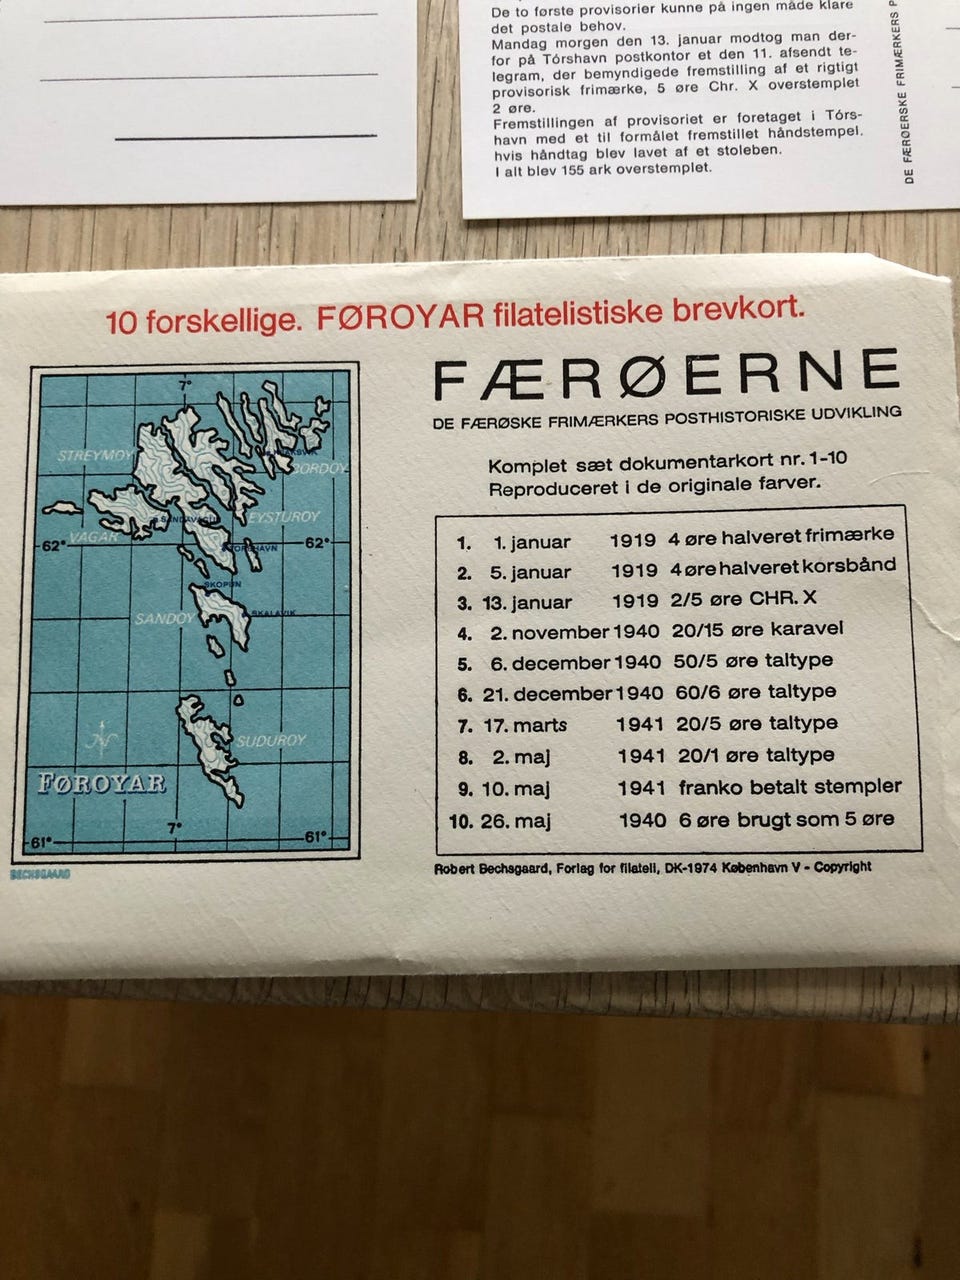 De to første provisorier kunne på ingen måde klare
det postale behov.
Mandag morgen den 13. januar modtog man der-
for på Tórshavn postkontor et den 11. afsendt te-
legram, der bemyndigede fremstilling af et rigtigt
provisorisk frimærke, 5 øre Chr. X overstemplet
2 øre.
Fremstillingen af provisoriet er foretaget i Tórs-
havn med et til formålet fremstillet håndstempel.
hvis håndtag blev lavet af et stoleben.
I alt blev 155 ark overstemplet.
DE FÆRØERSKE FRIMÆRKERS P
10 forskellige. FØROYAR filatelistiske brevkort.
FÆRØERNE
DE FÆRØSKE FRIMÆRKERS POSTHISTORISKE UDVIKLING
Komplet sæt dokumentarkort nr. 1-10
Reproduceret i de originale farver.
1. 1. januar 1919 4 øre halveret frimærke
2. 5. januar 1919 4 øre halveret korsbånd
3. 13. januar 1919 2/5 øre CHR. X
4. 2. november 1940 20/15 øre karavel
5. 6. december 1940 50/5 øre taltype
6. 21. december 1940 60/6 øre taltype
7. 17. marts 1941 20/5 øre taltype
8. 2. maj 1941 20/1 øre taltype
9. 10. maj 1941 franko betalt stempler
10. 26. maj 1940 6 øre brugt som 5 øre
Robert Bechsgaard, Forlag for filateli, DK-1974 København V - Copyright
7°
STREYMOY
BORDOY
SANDAVAGUR
EYSTUROY
VAGAR
62°
TORSHAVN
62°
SKOPUN
SANDOY
SKALAVIK
N
SUDUROY
FØROYAR
7°
61°
61°
BECHSGAARD